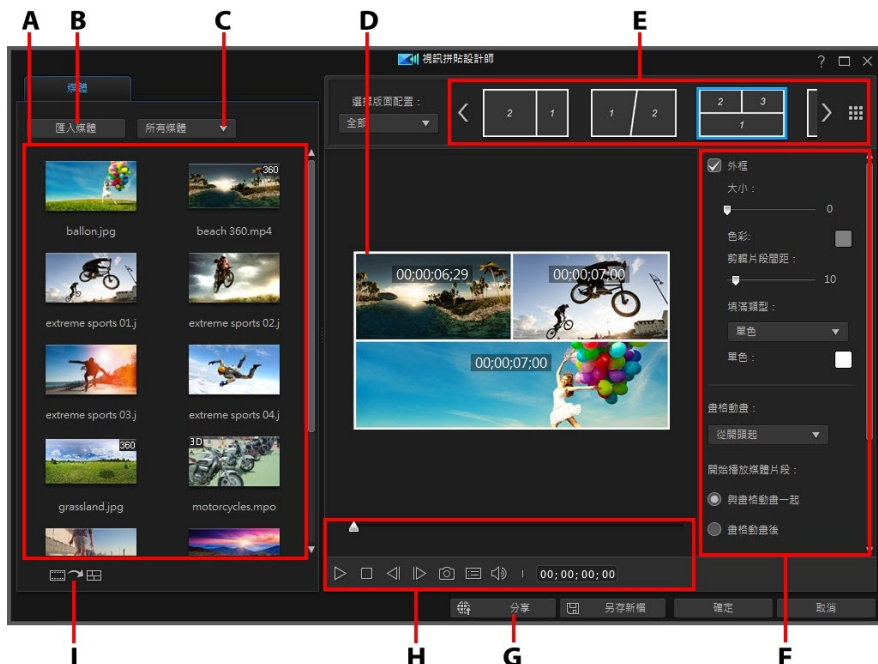 A B C D E
視訊拼貼設計師
媒體
匯入媒體 所有媒體
選擇版面配置：
全部
2 1
1 2
2 3
1
360
ballon.jpg beach 360.mp4
extreme sports 01.j extreme sports 02.j
extreme sports 03.j extreme sports 04.j
360 3D
grassland.jpg motorcycles.mpo
00;00;06;29 00;00;07;00
00;00;07;00
外框
大小：
0
色彩:
剪輯片段間距：
10
填滿類型：
單色
單色：
畫格動畫：
從開頭起
開始播放媒體片段：
與畫格動畫一起
畫格動畫後
00; 00; 00; 00
分享 另存新檔 確定 取消
I H G F